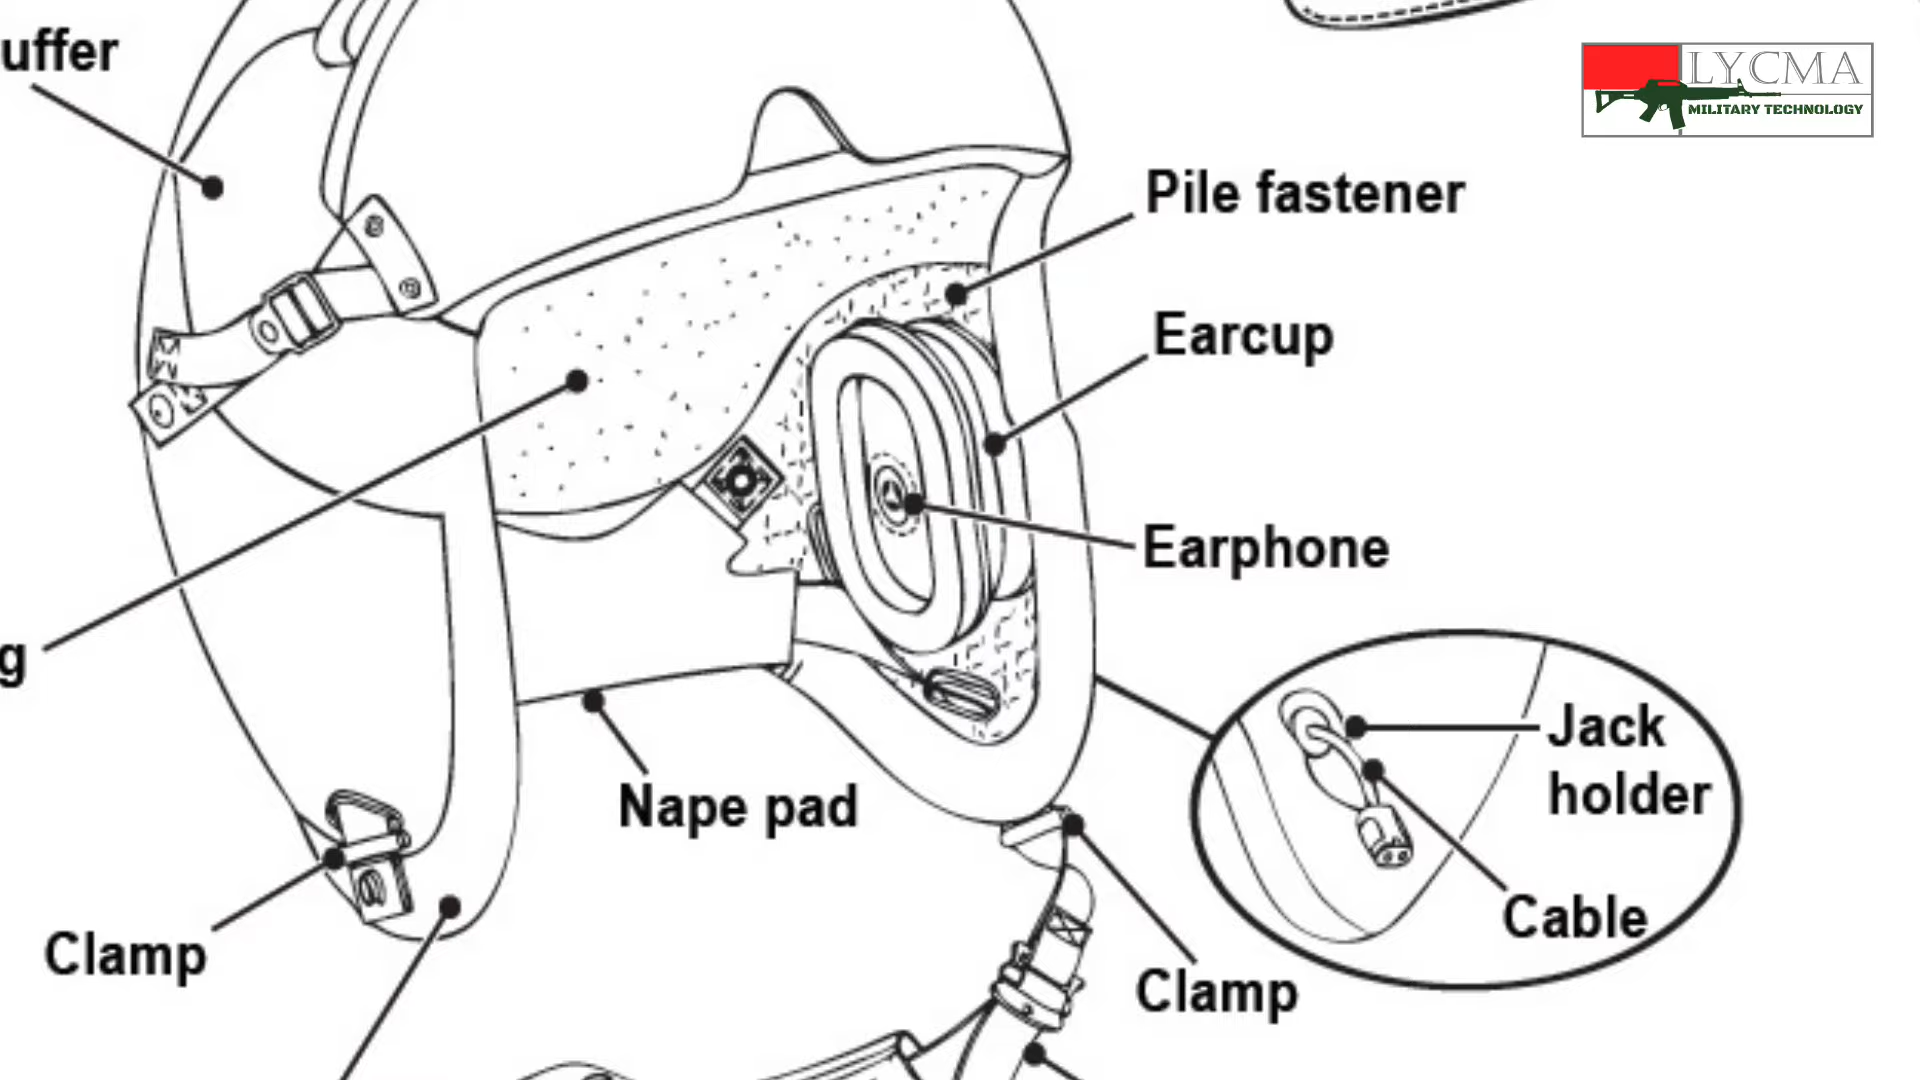 uffer
LYCMA
MILITARY TECHNOLOGY
Pile fastener
Earcup
Earphone
g
Jack
holder
Nape pad
Cable
Clamp
Clamp